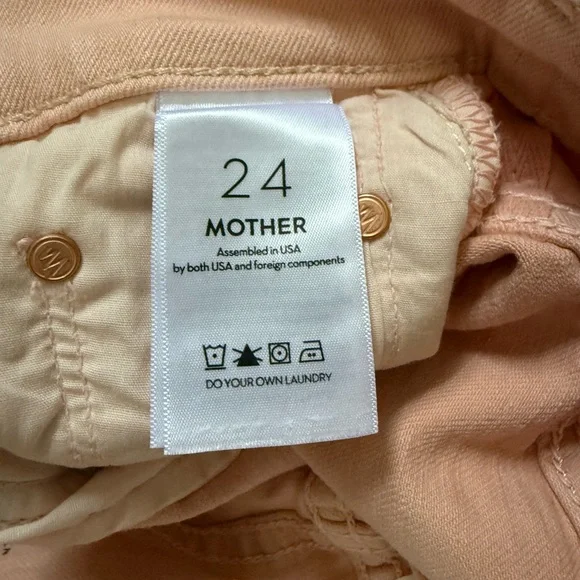 24
MOTHER
Assembled in USA
by both USA and foreign components
DO YOUR OWN LAUNDRY